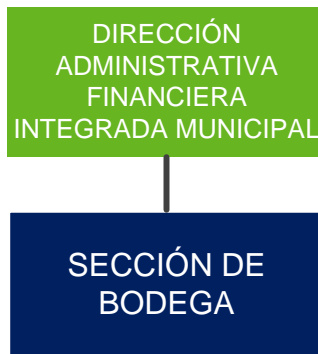 DIRECCIÓN
ADMINISTRATIVA
FINANCIERA
INTEGRADA MUNICIPAL
SECCIÓN DE
BODEGA